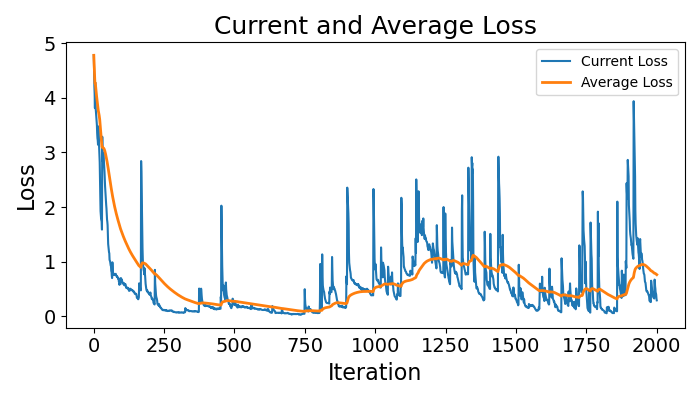 Current and Average Loss
5
4
3
2
1
0
Loss
Current Loss
Average Loss
0 250 500 750 1000 1250 1500 1750 2000
Iteration